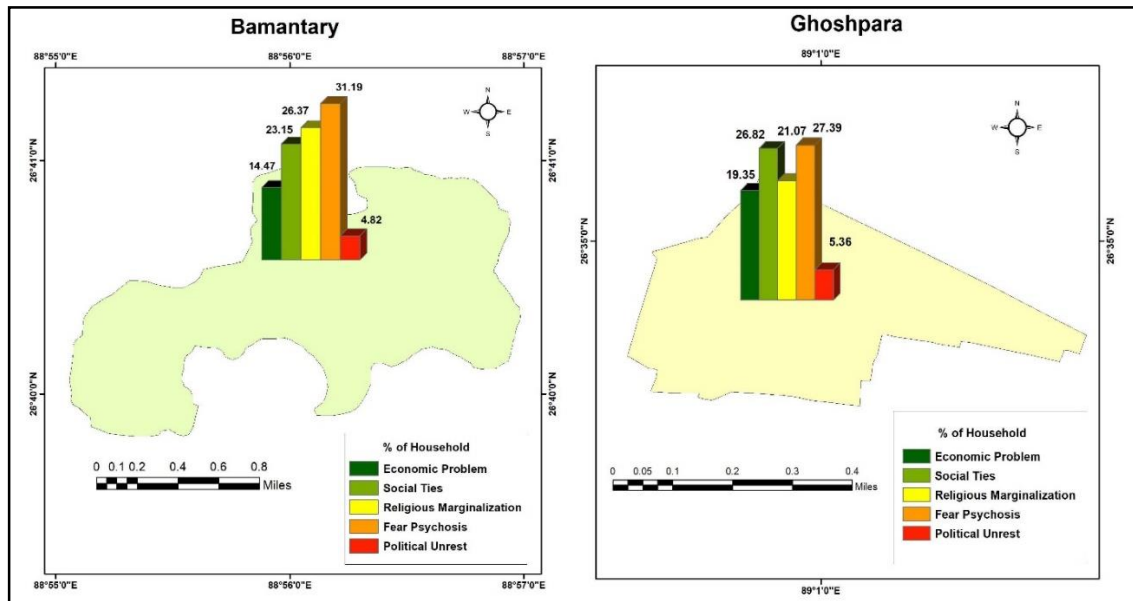 Bamantary
88°55'0"E 88°56'0"E 88°57'0"E
N
W E
S
31.19
26.37
23.15
14.47
4.82
26°41'0"N
26°41'0"N
26°40'0"N
26°40'0"N
0 0.1 0.2 0.4 0.6 0.8
Miles
% of Household
Economic Problem
Social Ties
Religious Marginalization
Fear Psychosis
Political Unrest
88°55'0"E 88°56'0"E 88°57'0"E
Ghoshpara
89°1'0"E
N
W E
S
26.82 21.07 27.39
19.35
5.36
26°35'0"N
26°35'0"N
0 0.05 0.1 0.2 0.3 0.4
Miles
% of Household
Economic Problem
Social Ties
Religious Marginalization
Fear Psychosis
Political Unrest
89°1'0"E